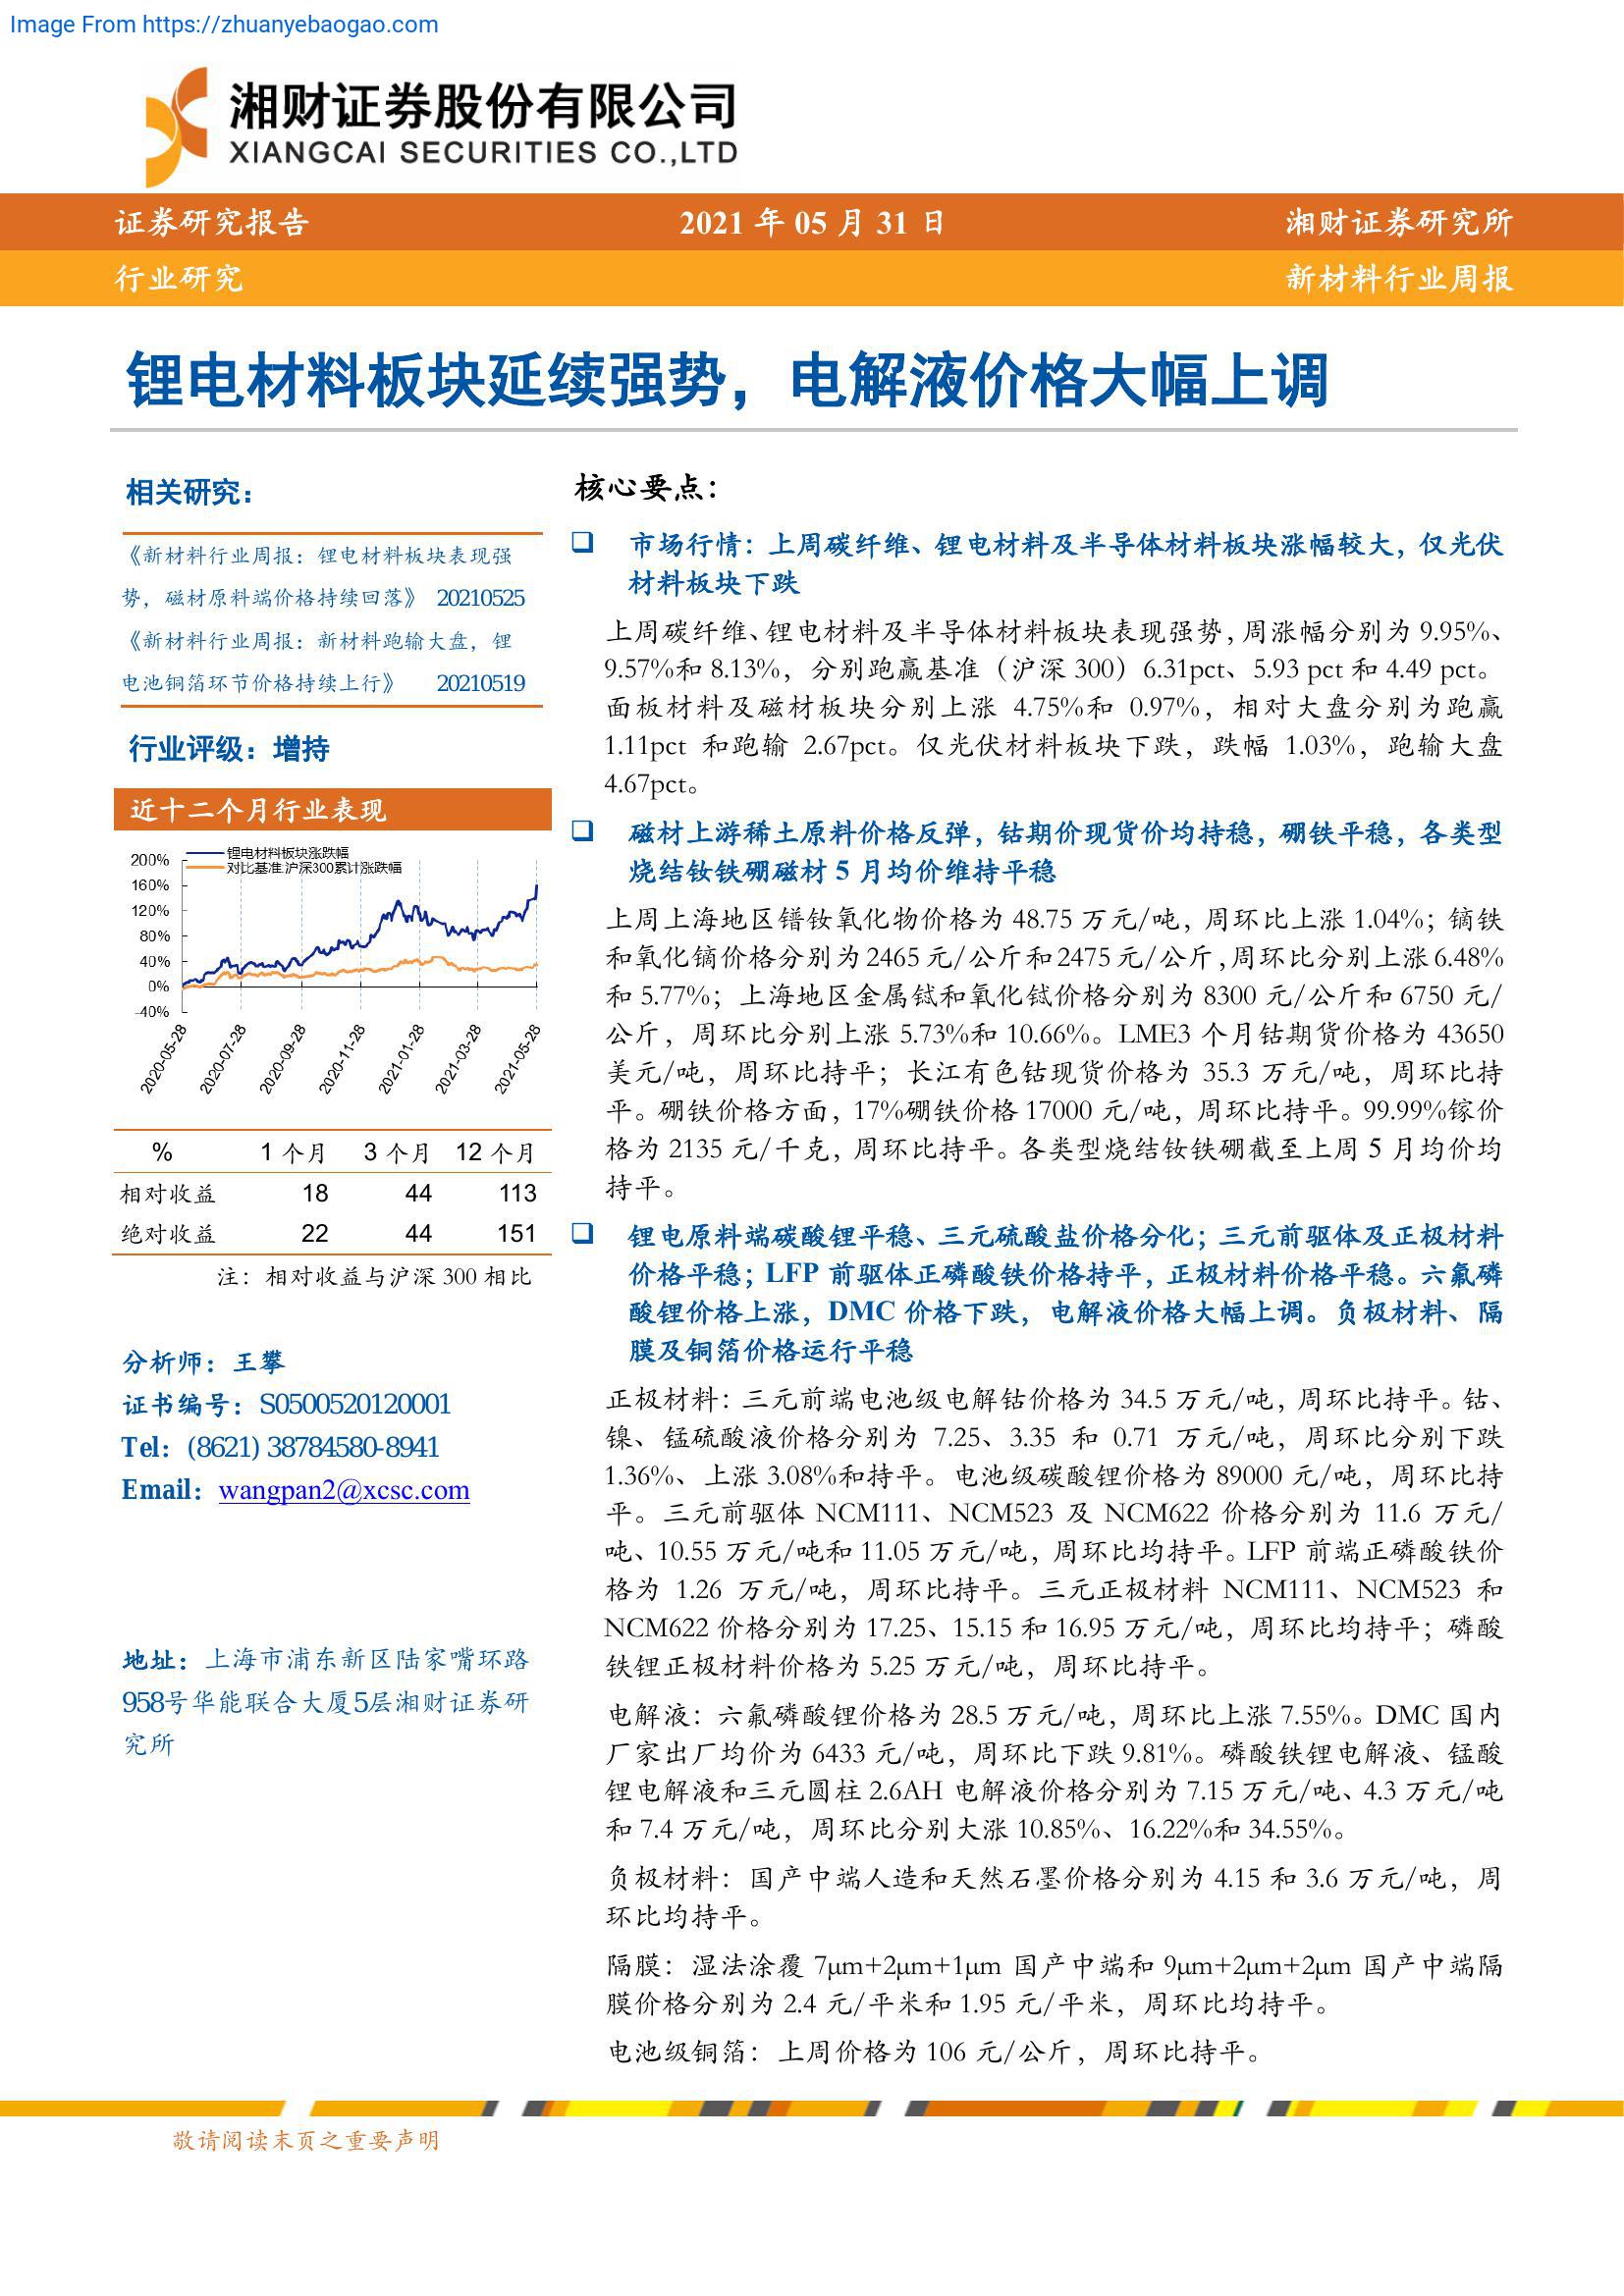 Image From https://zhuanyebaogao.com
湘财证券股份有限公司
XIANGCAI SECURITIES CO.,LTD
证券研究报告 2021 年 05 月 31 日 湘财证券研究所
行业研究 新材料行业周报
锂电材料板块延续强势，电解液价格大幅上调
相关研究：
《新材料行业周报：锂电材料板块表现强
势，磁材原料端价格持续回落》 20210525
《新材料行业周报：新材料跑输大盘，锂
电池铜箔环节价格持续上行》 20210519
行业评级：增持
近十二个月行业表现
锂电材料板块涨跌幅
对比基准:沪深300累计涨跌幅
200%
160%
120%
80%
40%
0%
-40%
2020-05-28 2020-07-28 2020-09-28 2020-11-28 2021-01-28 2021-03-28 2021-05-28
% 1 个月 3 个月 12 个月
相对收益 18 44 113
绝对收益 22 44 151
注：相对收益与沪深 300 相比
分析师：王攀
证书编号：S0500520120001
Tel：(8621) 38784580-8941
Email：wangpan2@xcsc.com
地址：上海市浦东新区陆家嘴环路
958号华能联合大厦5层湘财证券研
究所
核心要点：
❑ 市场行情：上周碳纤维、锂电材料及半导体材料板块涨幅较大，仅光伏
材料板块下跌
上周碳纤维、锂电材料及半导体材料板块表现强势，周涨幅分别为 9.95%、
9.57%和 8.13%，分别跑赢基准（沪深 300）6.31pct、5.93 pct 和 4.49 pct。
面板材料及磁材板块分别上涨 4.75%和 0.97%，相对大盘分别为跑赢
1.11pct 和跑输 2.67pct。仅光伏材料板块下跌，跌幅 1.03%，跑输大盘
4.67pct。
❑ 磁材上游稀土原料价格反弹，钴期价现货价均持稳，硼铁平稳，各类型
烧结钕铁硼磁材 5 月均价维持平稳
上周上海地区镨钕氧化物价格为 48.75 万元/吨，周环比上涨 1.04%；镝铁
和氧化镝价格分别为 2465 元/公斤和 2475 元/公斤，周环比分别上涨 6.48%
和 5.77%；上海地区金属铽和氧化铽价格分别为 8300 元/公斤和 6750 元/
公斤，周环比分别上涨 5.73%和 10.66%。LME3 个月钴期货价格为 43650
美元/吨，周环比持平；长江有色钴现货价格为 35.3 万元/吨，周环比持
平。硼铁价格方面，17%硼铁价格 17000 元/吨，周环比持平。99.99%镓价
格为 2135 元/千克，周环比持平。各类型烧结钕铁硼截至上周 5 月均价均
持平。
❑ 锂电原料端碳酸锂平稳、三元硫酸盐价格分化；三元前驱体及正极材料
价格平稳；LFP 前驱体正磷酸铁价格持平，正极材料价格平稳。六氟磷
酸锂价格上涨，DMC 价格下跌，电解液价格大幅上调。负极材料、隔
膜及铜箔价格运行平稳
正极材料：三元前端电池级电解钴价格为 34.5 万元/吨，周环比持平。钴、
镍、锰硫酸液价格分别为 7.25、3.35 和 0.71 万元/吨，周环比分别下跌
1.36%、上涨 3.08%和持平。电池级碳酸锂价格为 89000 元/吨，周环比持
平。三元前驱体 NCM111、NCM523 及 NCM622 价格分别为 11.6 万元/
吨、10.55 万元/吨和 11.05 万元/吨，周环比均持平。LFP 前端正磷酸铁价
格为 1.26 万元/吨，周环比持平。三元正极材料 NCM111、NCM523 和
NCM622 价格分别为 17.25、15.15 和 16.95 万元/吨，周环比均持平；磷酸
铁锂正极材料价格为 5.25 万元/吨，周环比持平。
电解液：六氟磷酸锂价格为 28.5 万元/吨，周环比上涨 7.55%。DMC 国内
厂家出厂均价为 6433 元/吨，周环比下跌 9.81%。磷酸铁锂电解液、锰酸
锂电解液和三元圆柱 2.6AH 电解液价格分别为 7.15 万元/吨、4.3 万元/吨
和 7.4 万元/吨，周环比分别大涨 10.85%、16.22%和 34.55%。
负极材料：国产中端人造和天然石墨价格分别为 4.15 和 3.6 万元/吨，周
环比均持平。
隔膜：湿法涂覆 7μm+2μm+1μm 国产中端和 9μm+2μm+2μm 国产中端隔
膜价格分别为 2.4 元/平米和 1.95 元/平米，周环比均持平。
电池级铜箔：上周价格为 106 元/公斤，周环比持平。
敬请阅读末页之重要声明